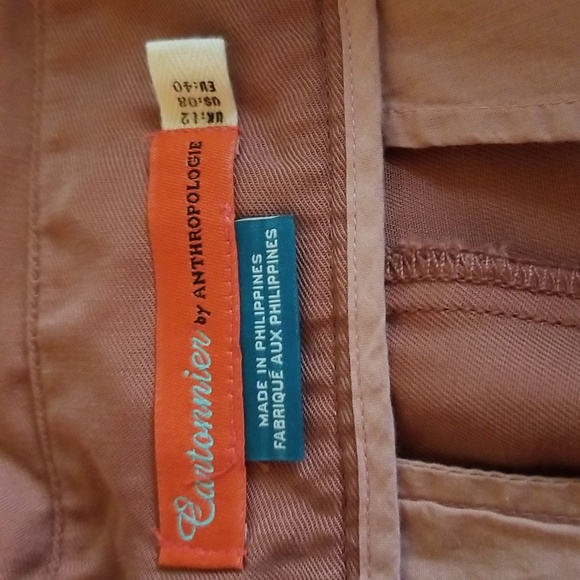 Cartonnier by ANTHROPOLOGIE
UK:12
US:08
EU:40
MADE IN PHILIPPINES
FABRIQUÉ AUX PHILIPPINES